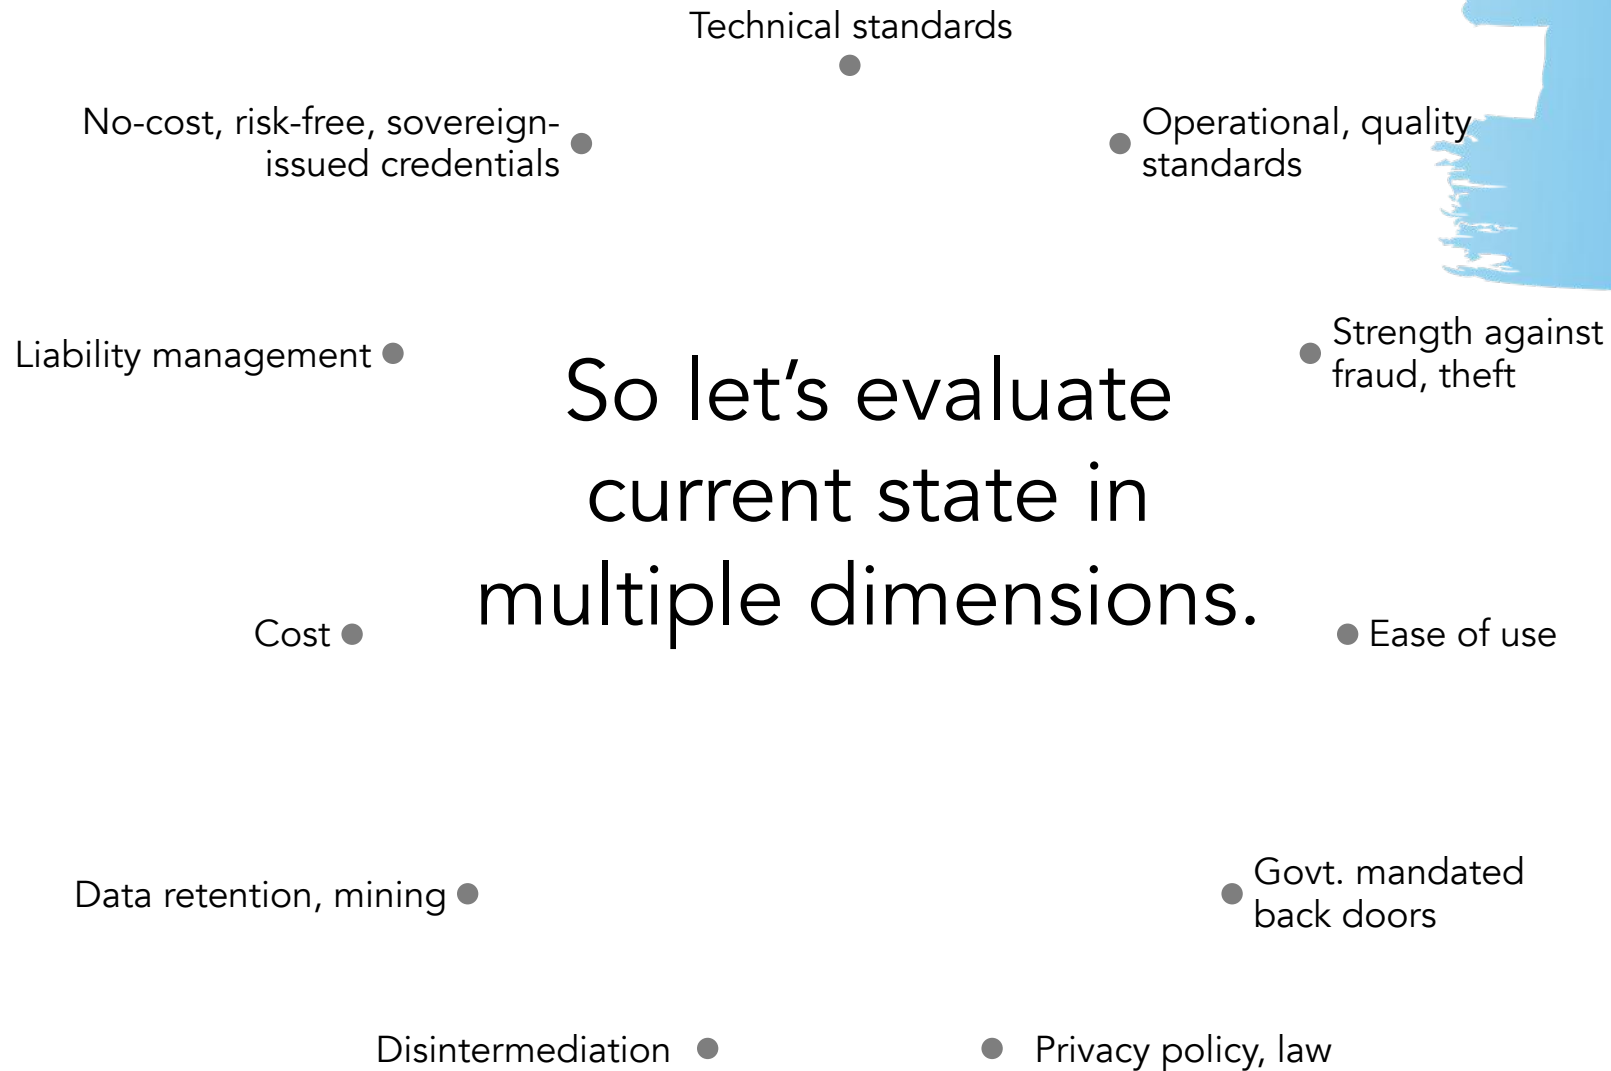 Technical standards
No-cost, risk-free, sovereign-
issued credentials
Operational, quality
standards
Liability management
Strength against
fraud, theft
So let’s evaluate
current state in
multiple dimensions.
Cost
Ease of use
Data retention, mining
Govt. mandated
back doors
Disintermediation
Privacy policy, law